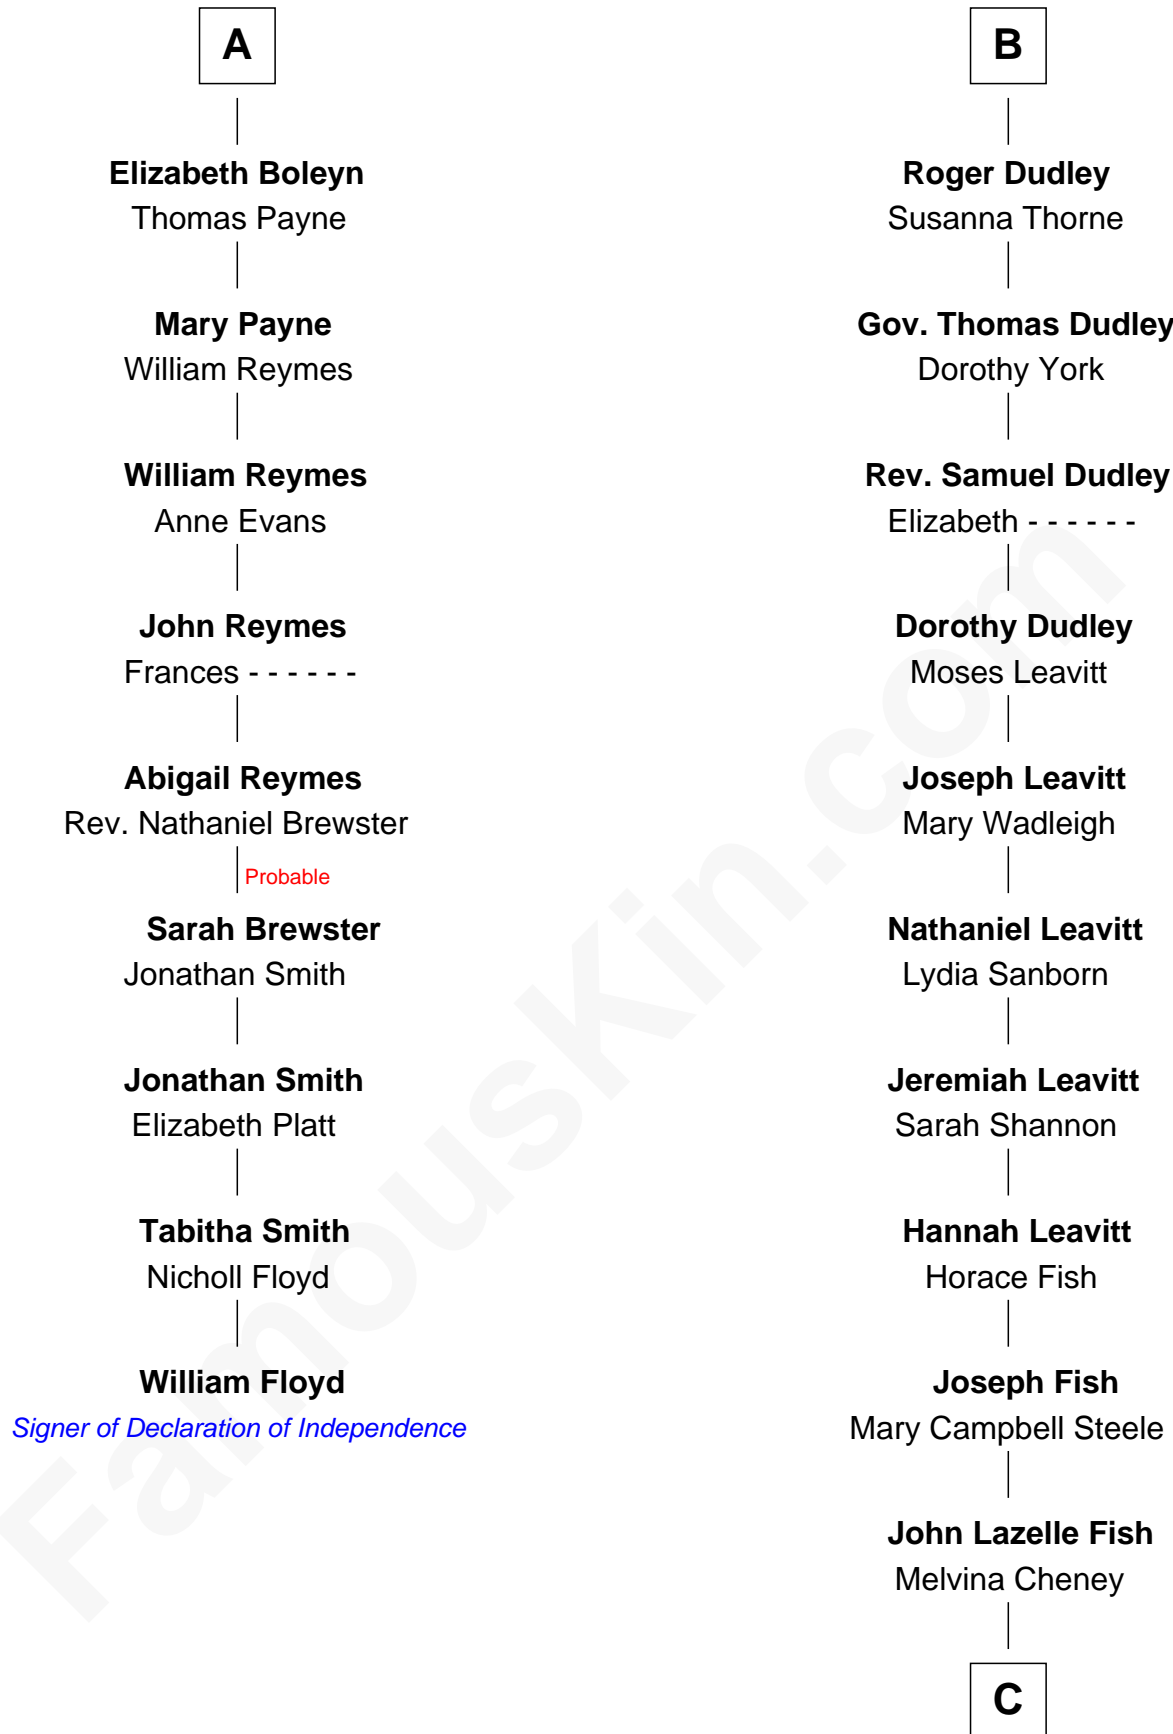 A
Elizabeth Boleyn
Thomas Payne
Mary Payne
William Reymes
William Reymes
Anne Evans
John Reymes
Frances - - - - - -
Abigail Reymes
Rev. Nathaniel Brewster
Probable
Sarah Brewster
Jonathan Smith
Jonathan Smith
Elizabeth Platt
Tabitha Smith
Nicholl Floyd
William Floyd
Signer of Declaration of Independence
B
Roger Dudley
Susanna Thorne
Gov. Thomas Dudley
Dorothy York
Rev. Samuel Dudley
Elizabeth - - - - - -
Dorothy Dudley
Moses Leavitt
Joseph Leavitt
Mary Wadleigh
Nathaniel Leavitt
Lydia Sanborn
Jeremiah Leavitt
Sarah Shannon
Hannah Leavitt
Horace Fish
Joseph Fish
Mary Campbell Steele
John Lazelle Fish
Melvina Cheney
C
FamousKin.com